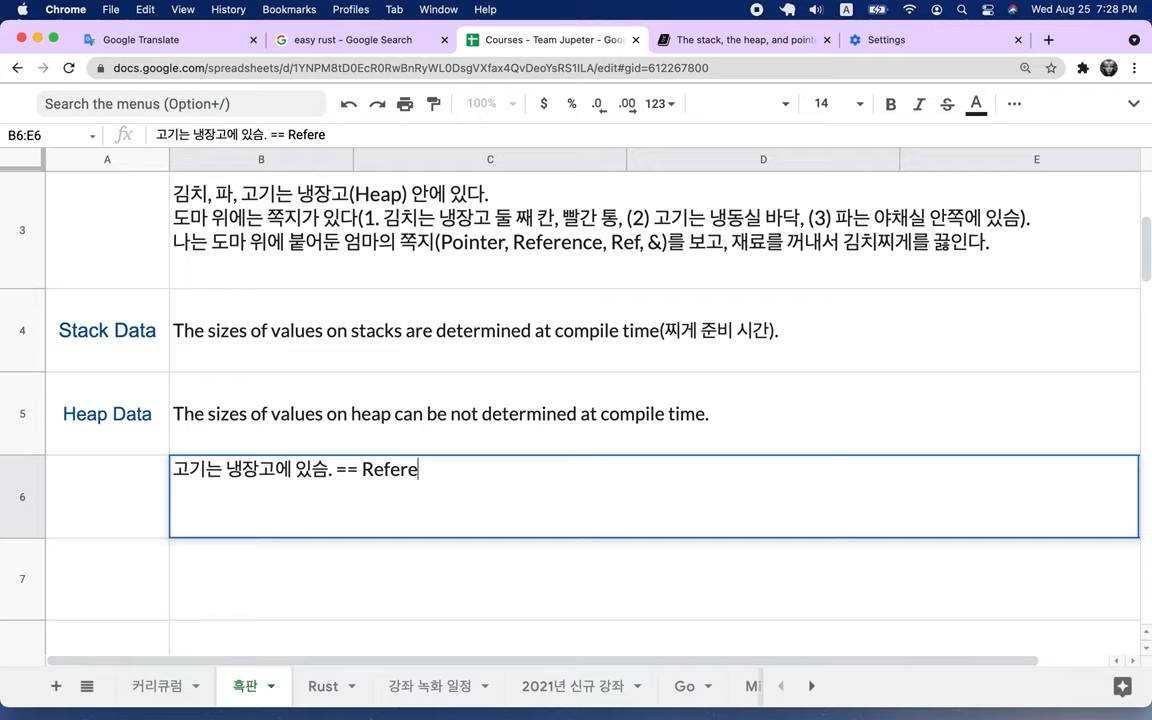 Chrome File Edit View History Bookmarks Profiles Tab Window Help A Wed Aug 25 7:28 PM
Google Translate easy rust - Google Search Courses - Team Jupeter - Goo The stack, the heap, and point Settings
docs.google.com/spreadsheets/d/1YNPM8tD0EcR0RwBnRyWL0DsgVXfax4QvDeoYsRS1ILA/edit#gid=612267800
Search the menus (Option+/) 100% $ % .0 .00 123 14 B I S A
B6:E6 fx 고기는 냉장고에 있슴. == Refere
A B C D E
3
김치, 파, 고기는 냉장고(Heap) 안에 있다.
도마 위에는 쪽지가 있다(1. 김치는 냉장고 둘 째 칸, 빨간 통, (2) 고기는 냉동실 바닥, (3) 파는 야채실 안쪽에 있슴).
나는 도마 위에 붙어둔 엄마의 쪽지(Pointer, Reference, Ref, &)를 보고, 재료를 꺼내서 김치찌게를 끓인다.
4 Stack Data The sizes of values on stacks are determined at compile time(찌게 준비 시간).
5 Heap Data The sizes of values on heap can be not determined at compile time.
고기는 냉장고에 있슴. == Refere
6
7
커리큐럼 흑판 Rust 강좌 녹화 일정 2021년 신규 강좌 Go